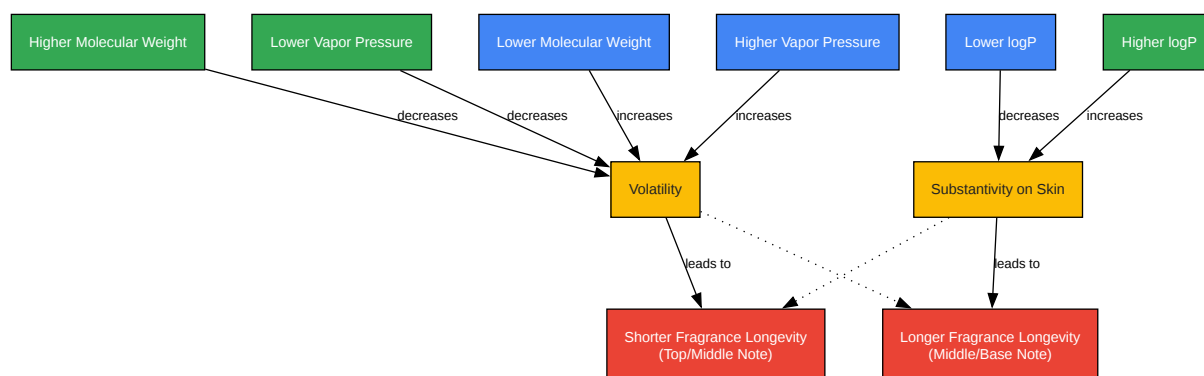 Higher Molecular Weight
Lower Vapor Pressure
Lower Molecular Weight
Higher Vapor Pressure
Lower logP
Higher logP
decreases
decreases
increases
increases
decreases
increases
Volatility
Substantivity on Skin
leads to
leads to
Shorter Fragrance Longevity
(Top/Middle Note)
Longer Fragrance Longevity
(Middle/Base Note)